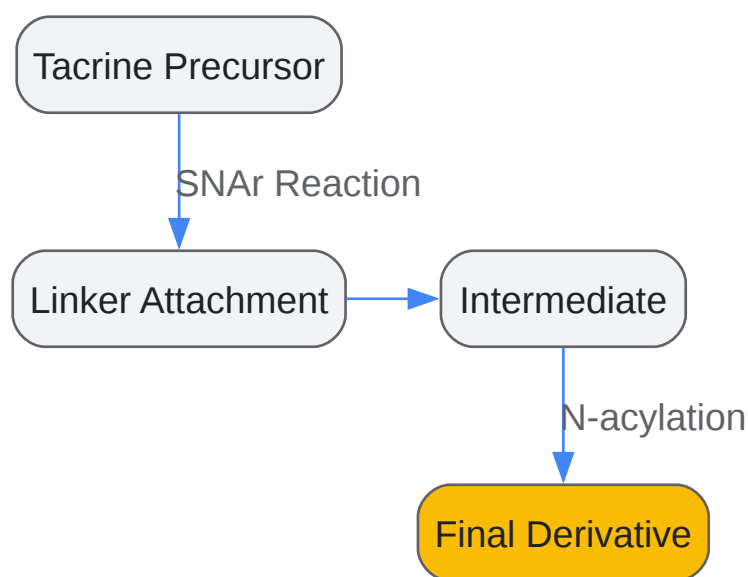 Tacrine Precursor
SNAr Reaction
Linker Attachment
Intermediate
N-acylation
Final Derivative